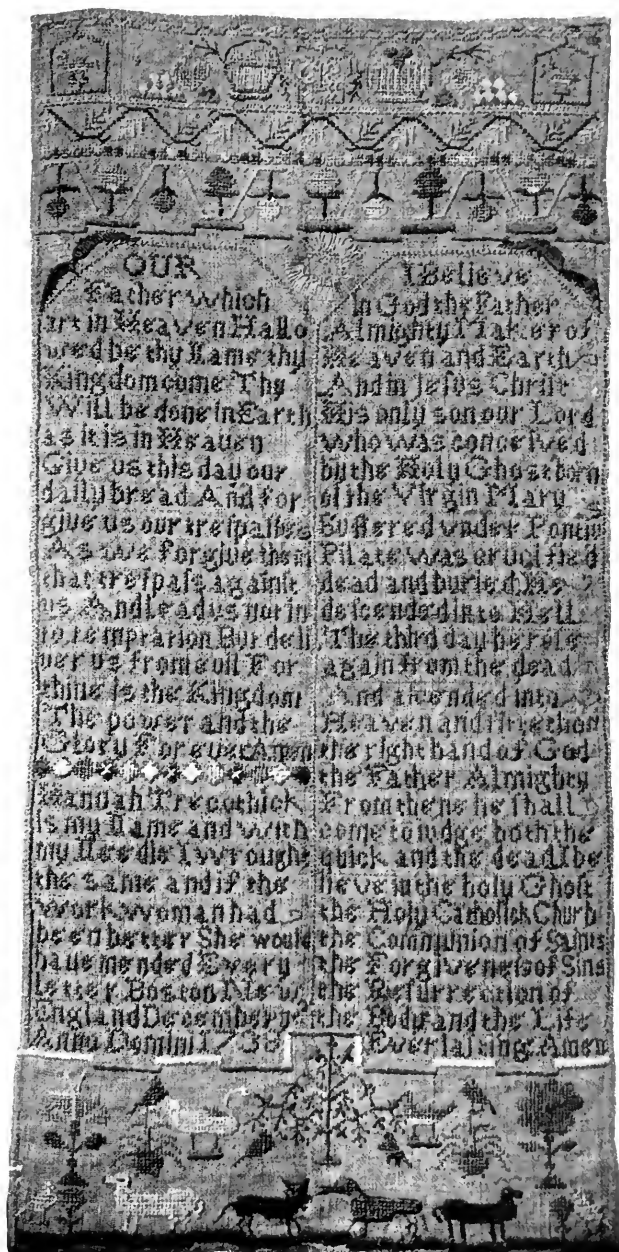 OUR
Father which
art in Heaven Hallo
wed be thy Name thy
Kingdom come Thy
Will be done in Earth
as it is in Heaven
Give us this day our
daily bread And for
give us our treſpaſſes
As we forgive them
that treſpaſs againſt
us And lead us not in
to temptation But deli
ver us from evil For
thine is the Kingdom
The power and the
Glory For ever Amen
Hannah Trecothick
is my Name and with
my Needle I wrought
the same and if the
work woman had
been better She would
have mended Every
letter Boston New
England December ye
Anno Domini 1738
I Believe
In God the Father
Almighty Maker of
Heaven and Earth
And in Jeſus Chriſt
His only son our Lord
who was conceived
by the Holy Ghost born
of the Virgin Mary
Suffered vnder Pontius
Pilate was crucified
dead and buried He
descended into Hell
The third day he roſe
again from the dead
And aſcended into
Heaven and ſitteth on
the right hand of God
the Father Almighty
From thene he ſhall
come to iudge both the
quick and the dead I be
lieve in the holy Ghoſt
the Holy Catholick Church
the Communion of Saints
the Forgiveneſs of Sins
the Reſurrection of
the Body and the Life
Everlaſting Amen